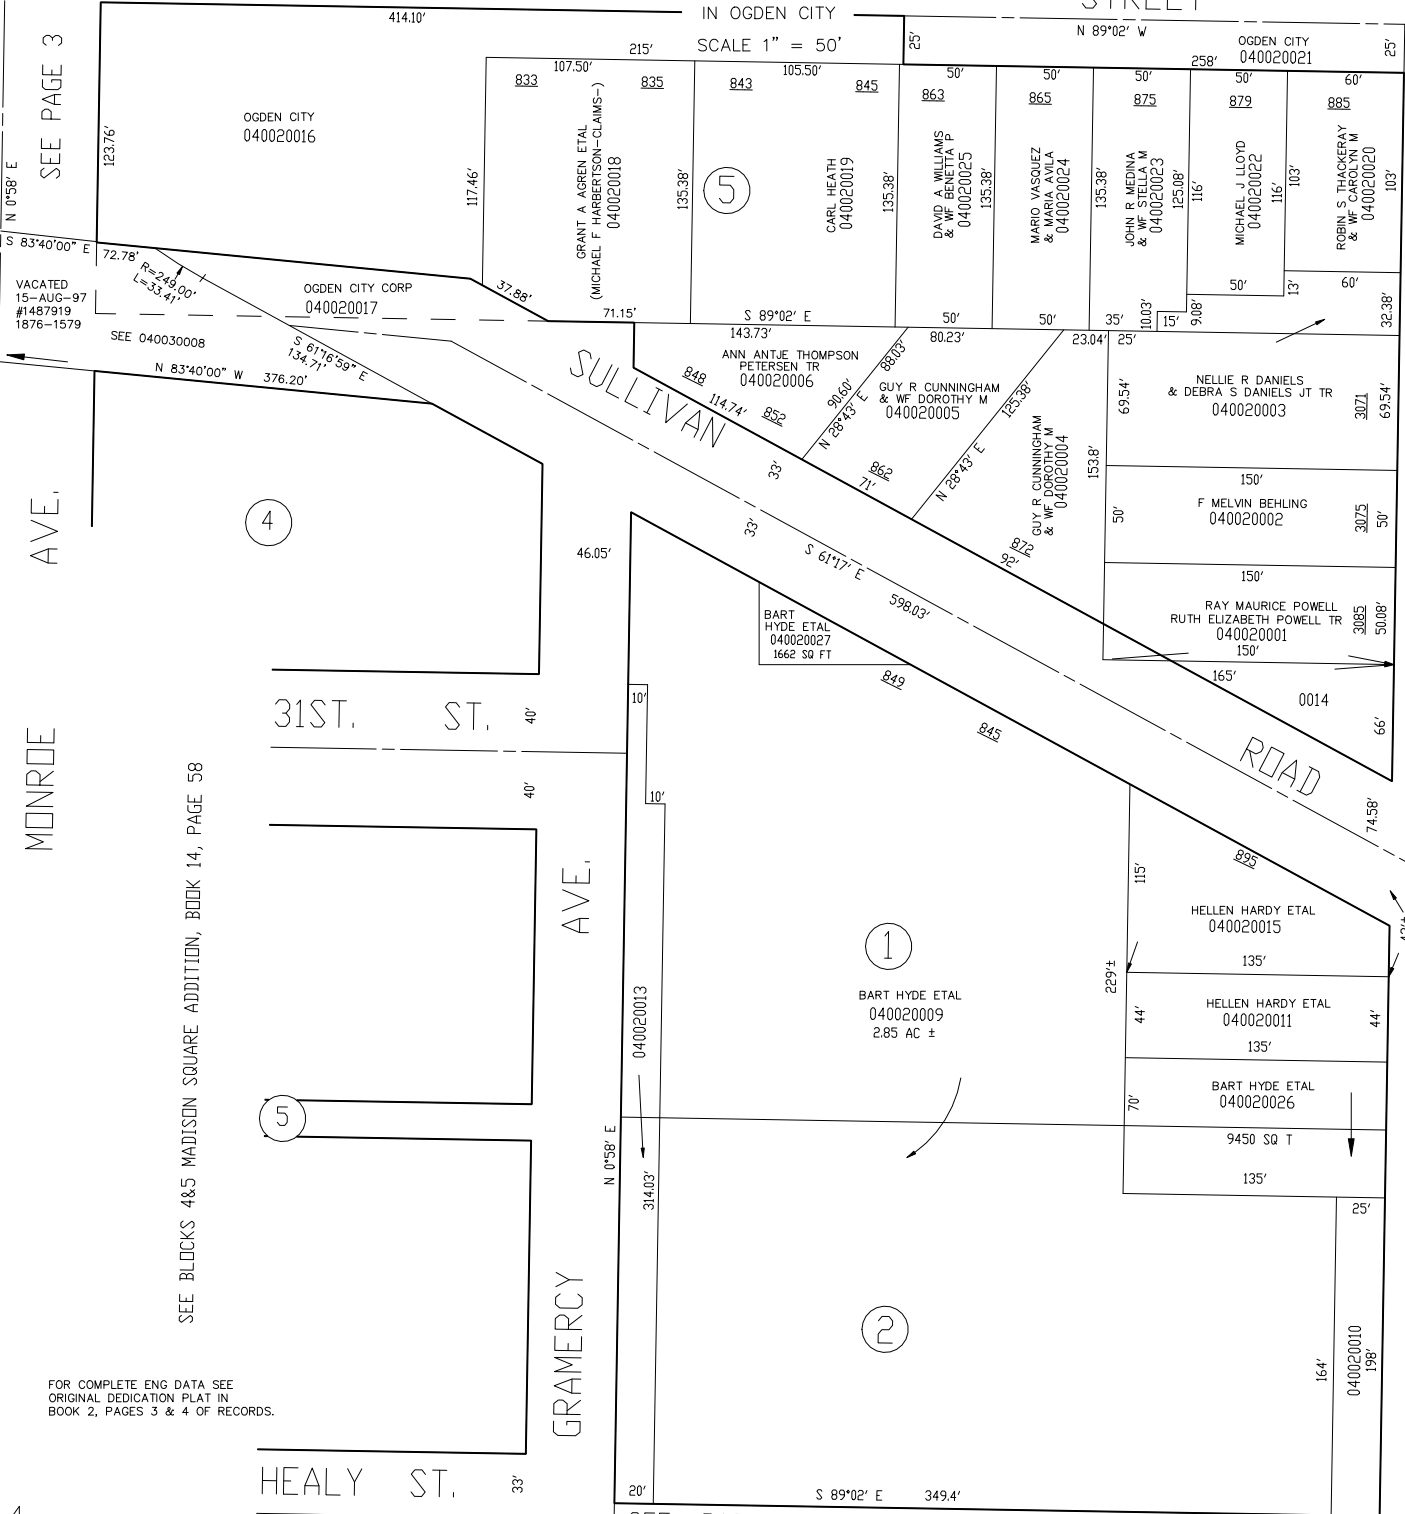 IN OGDEN CITY
SCALE 1" = 50'
414.10'
215'
25'
N 89°02' W
OGDEN CITY
040020021
258'
25'
SEE PAGE 3
N 0°58' E
123.76'
OGDEN CITY
040020016
117.46'
107.50'
833
835
GRANT A AGREN ETAL
(MICHAEL F HARBERTSON-CLAIMS-)
040020018
135.38'
105.50'
843
845
5
CARL HEATH
040020019
135.38'
50'
863
DAVID A WILLIAMS
& WF BENETTA P
040020025
135.38'
50'
865
MARIO VASQUEZ
& MARIA AVILA
040020024
135.38'
50'
875
JOHN R MEDINA
& WF STELLA M
040020023
125.08'
50'
879
116'
MICHAEL J LLOYD
040020022
116'
60'
885
103'
ROBIN S THACKERAY
& WF CAROLYN M
040020020
103'
S 83°40'00" E
72.78'
R=249.00'
L=33.41'
VACATED
15-AUG-97
#1487919
1876-1579
OGDEN CITY CORP
040020017
SEE 040030008
37.88'
71.15'
S 89°02' E
50'
50'
35'
10.03'
15'
9.08'
50'
13'
60'
32.38'
S 61°16'59" E
134.71'
N 83°40'00" W 376.20'
143.73'
ANN ANTJE THOMPSON
PETERSEN TR
040020006
848
114.74'
852
88.03'
90.60'
N 28°43' E
80.23'
GUY R CUNNINGHAM
& WF DOROTHY M
040020005
862
71'
125.38'
N 28°43' E
23.04'
25'
GUY R CUNNINGHAM
& WF DOROTHY M
040020004
153.8'
872
92'
69.54'
NELLIE R DANIELS
& DEBRA S DANIELS JT TR
040020003
3071
69.54'
150'
F MELVIN BEHLING
040020002
50'
3075
50'
150'
RAY MAURICE POWELL
RUTH ELIZABETH POWELL TR
040020001
3085
50.08'
150'
165'
0014
66'
SULLIVAN
ROAD
33'
33'
S 61°17' E
598.03'
74.58'
AVE.
MONROE
4
46.05'
BART
HYDE ETAL
040020027
1662 SQ FT
849
845
895
31ST. ST.
40'
40'
10'
10'
SEE BLOCKS 4&5 MADISON SQUARE ADDITION, BOOK 14, PAGE 58
AVE.
GRAMERCY
5
1
BART HYDE ETAL
040020009
2.85 AC ±
115'
HELLEN HARDY ETAL
040020015
135'
229'±
44'
HELLEN HARDY ETAL
040020011
44'
135'
70'
BART HYDE ETAL
040020026
9450 SQ T
135'
25'
040020013
N 0°58' E
314.03'
2
164'
040020010
198'
FOR COMPLETE ENG DATA SEE
ORIGINAL DEDICATION PLAT IN
BOOK 2, PAGES 3 & 4 OF RECORDS.
HEALY ST.
33'
20'
S 89°02' E 349.4'